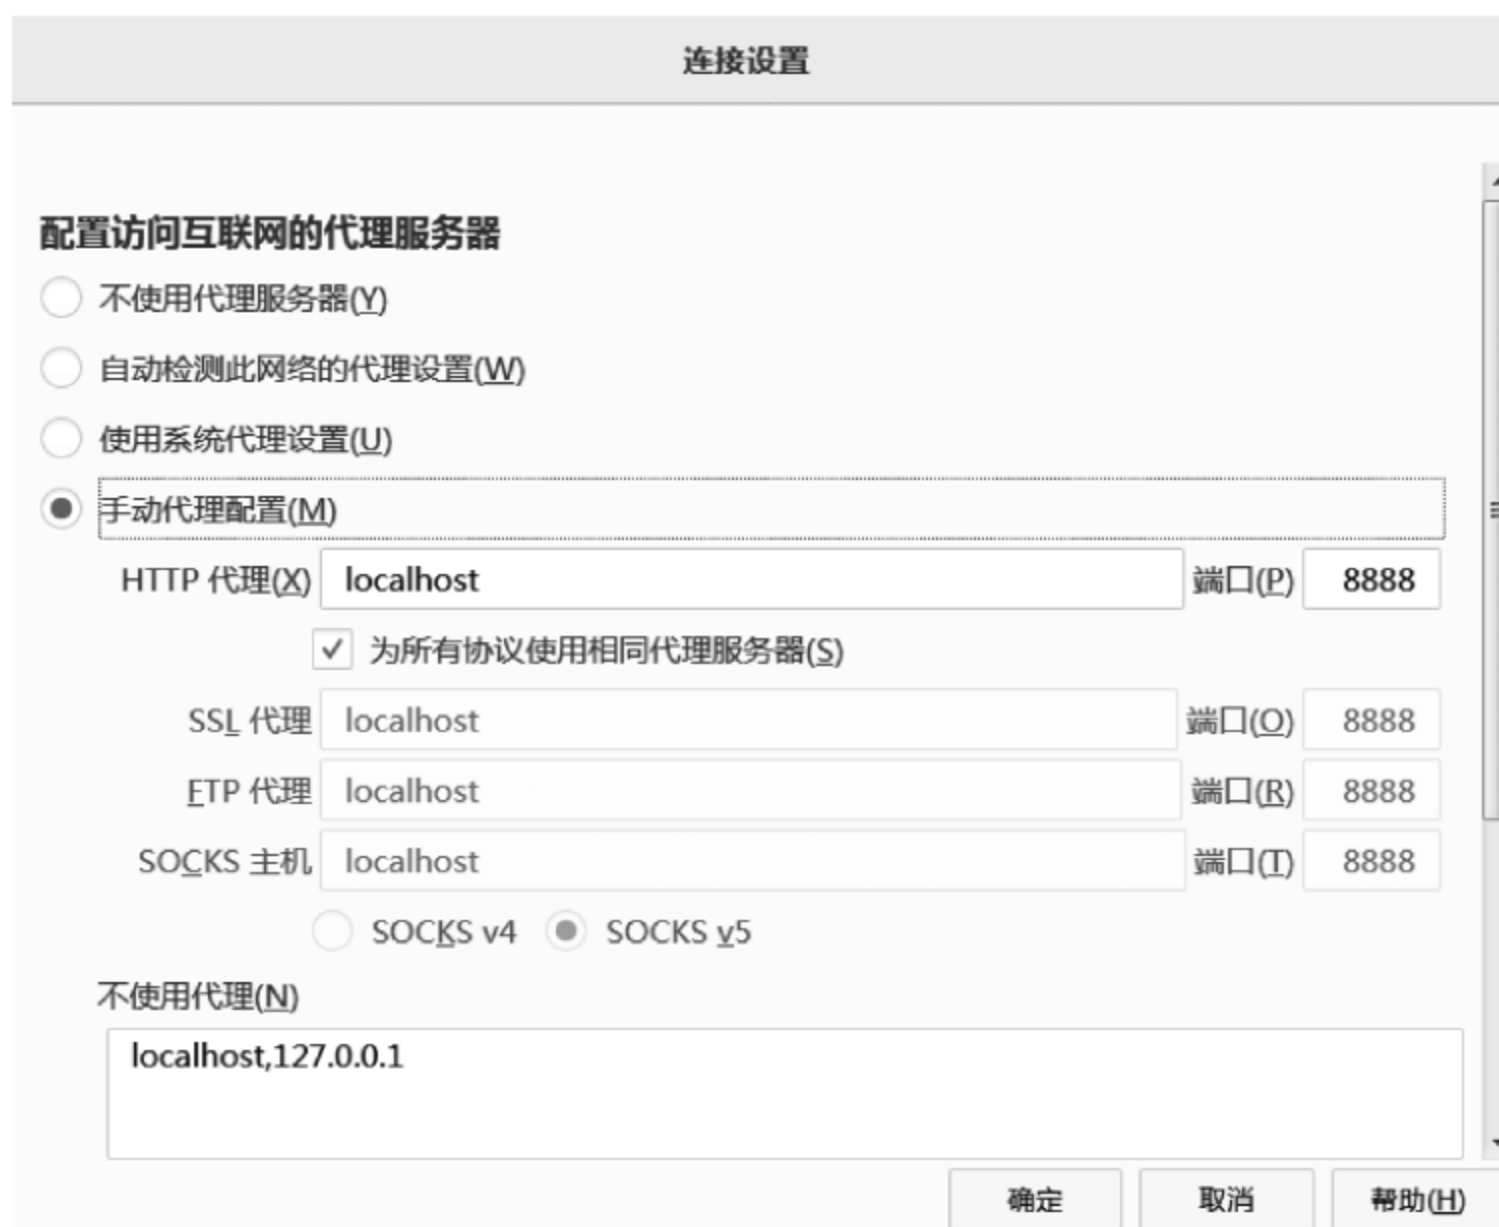 连接设置
配置访问互联网的代理服务器
不使用代理服务器(Y)
自动检测此网络的代理设置(W)
使用系统代理设置(U)
手动代理配置(M)
HTTP 代理(X) localhost 端口(P) 8888
为所有协议使用相同代理服务器(S)
SSL 代理 localhost 端口(O) 8888
FTP 代理 localhost 端口(R) 8888
SOCKS 主机 localhost 端口(T) 8888
SOCKS v4 SOCKS v5
不使用代理(N)
localhost,127.0.0.1
确定 取消 帮助(H)